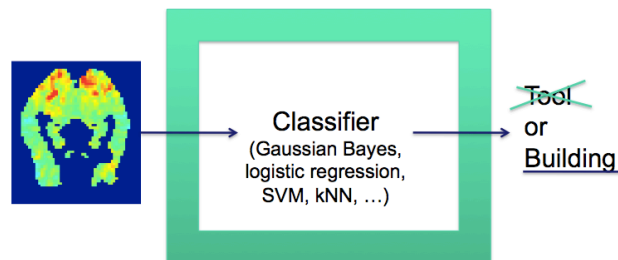 Classifier
(Gaussian Bayes,
logistic regression,
SVM, kNN, …)
Tool
or
Building